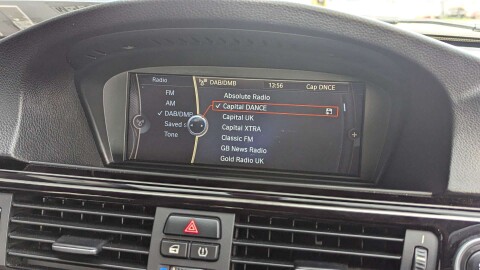 Radio
DAB/DMB
13:56
Cap ONCE
FM
AM
✓ DAB/DMB
Saved
Tone
Absolute Radio
✓ Capital DANCE
Capital UK
Capital XTRA
Classic FM
GB News Radio
Gold Radio UK